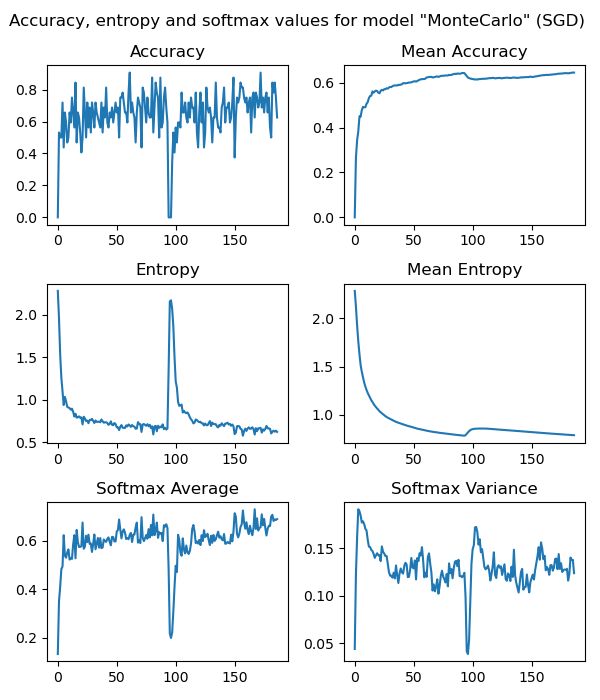 Accuracy, entropy and softmax values for model "MonteCarlo" (SGD)
Accuracy
Mean Accuracy
0.8
0.6
0.4
0.2
0.0
0 50 100 150
0.6
0.4
0.2
0.0
0 50 100 150
Entropy
Mean Entropy
2.0
1.5
1.0
0.5
0 50 100 150
2.0
1.5
1.0
0 50 100 150
Softmax Average
Softmax Variance
0.6
0.4
0.2
0 50 100 150
0.15
0.10
0.05
0 50 100 150